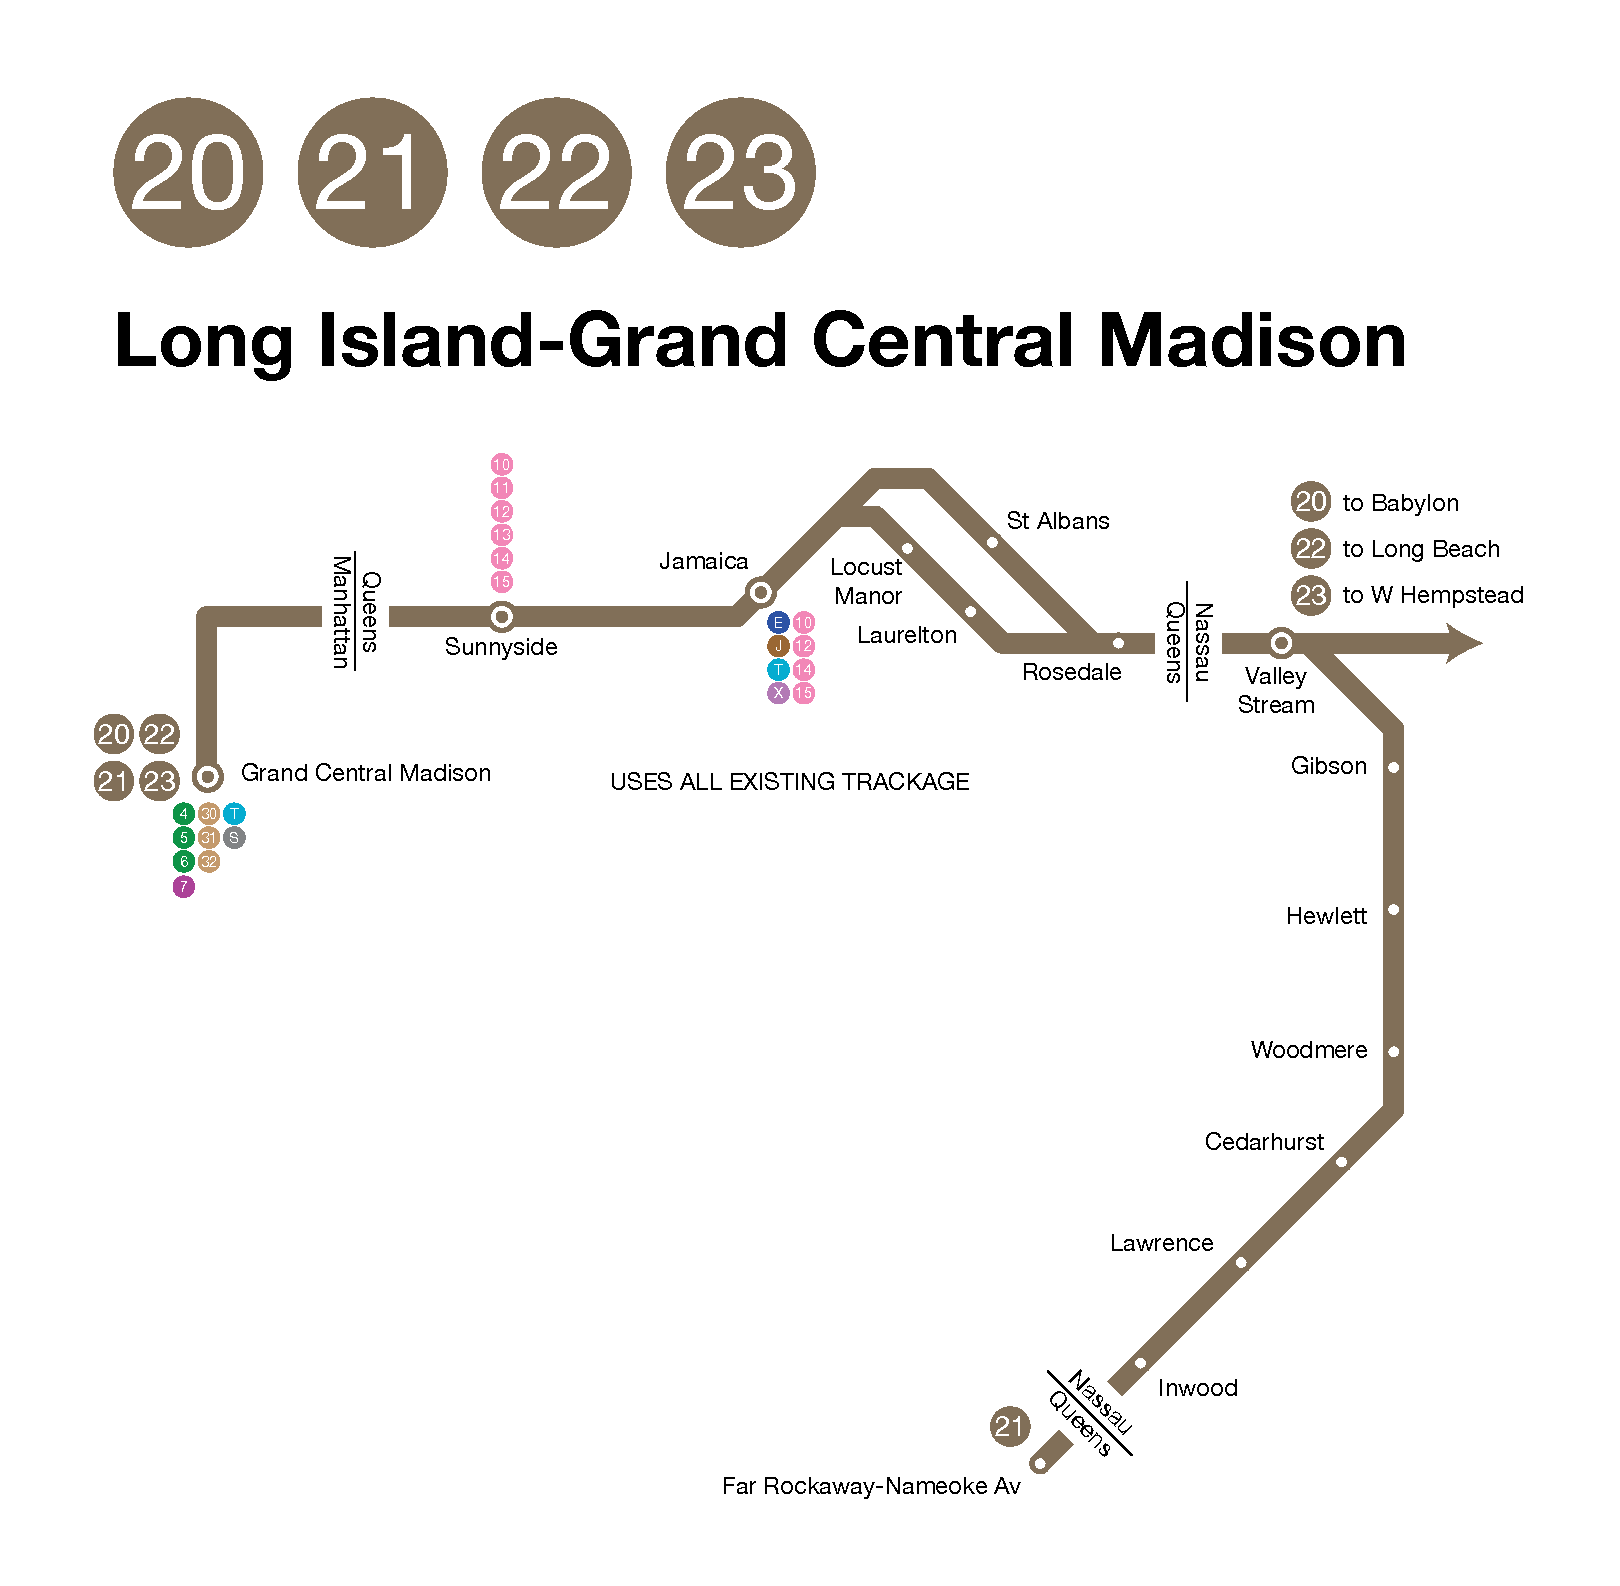 20 21 22 23
Long Island-Grand Central Madison
10
11
12
13
14
15
Sunnyside
Queens
Manhattan
Jamaica
E 10
J 12
T 14
X 15
St Albans
Locust
Manor
Laurelton
Rosedale
Nassau
Queens
20 to Babylon
22 to Long Beach
23 to W Hempstead
Valley
Stream
20 22
21 23
Grand Central Madison
4 30 T
5 31 S
6 32
7
USES ALL EXISTING TRACKAGE
Gibson
Hewlett
Woodmere
Cedarhurst
Lawrence
Inwood
Nassau
Queens
21
Far Rockaway-Nameoke Av